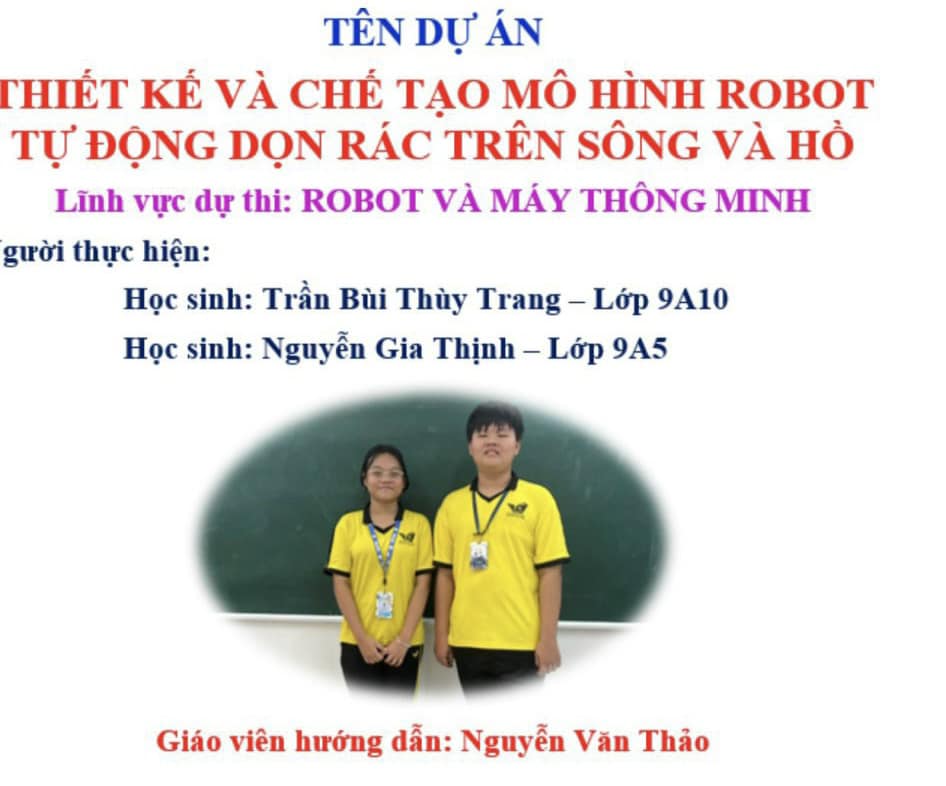 TÊN DỰ ÁN
THIẾT KẾ VÀ CHẾ TẠO MÔ HÌNH ROBOT
TỰ ĐỘNG DỌN RÁC TRÊN SÔNG VÀ HỒ
Lĩnh vực dự thi: ROBOT VÀ MÁY THÔNG MINH
gười thực hiện:
Học sinh: Trần Bùi Thùy Trang – Lớp 9A10
Học sinh: Nguyễn Gia Thịnh – Lớp 9A5
Giáo viên hướng dẫn: Nguyễn Văn Thảo